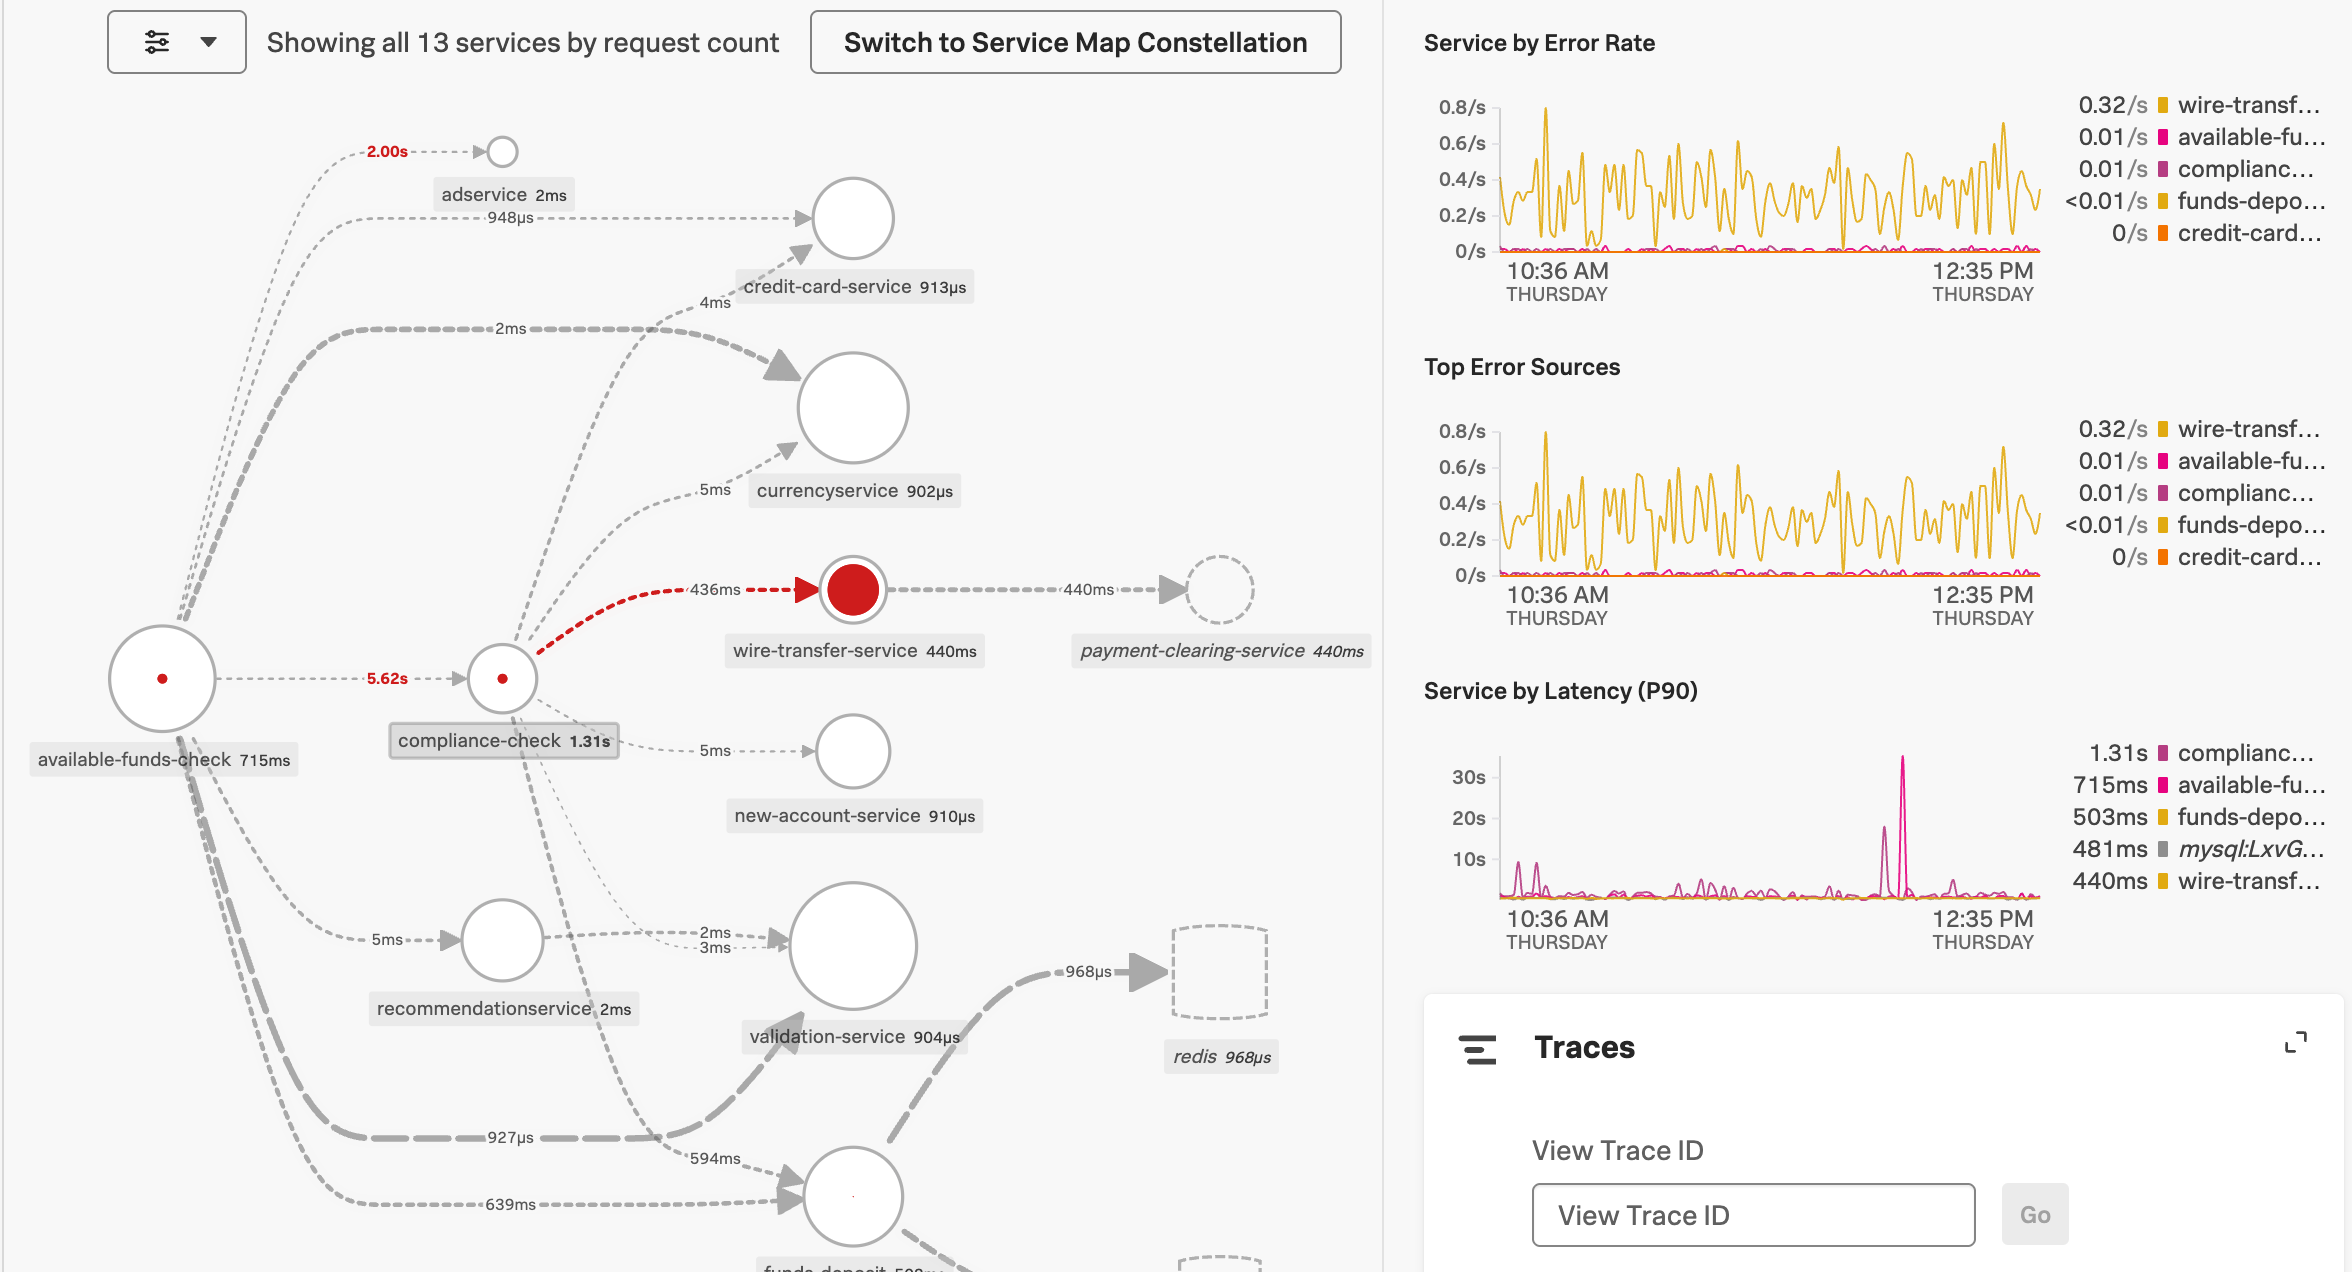 Showing all 13 services by request count
Switch to Service Map Constellation
2.00s
adservice 2ms
948µs
credit-card-service 913µs
4ms
2ms
5ms
currencyservice 902µs
436ms
440ms
wire-transfer-service 440ms
payment-clearing-service 440ms
5.62s
compliance-check 1.31s
available-funds-check 715ms
5ms
new-account-service 910µs
5ms
2ms
3ms
recommendationservice 2ms
validation-service 904µs
968µs
redis 968µs
927µs
594ms
639ms
Service by Error Rate
0.8/s
0.6/s
0.4/s
0.2/s
0/s
10:36 AM
THURSDAY
12:35 PM
THURSDAY
0.32/s wire-transf...
0.01/s available-fu...
0.01/s complianc...
<0.01/s funds-depo...
0/s credit-card...
Top Error Sources
0.8/s
0.6/s
0.4/s
0.2/s
0/s
10:36 AM
THURSDAY
12:35 PM
THURSDAY
0.32/s wire-transf...
0.01/s available-fu...
0.01/s complianc...
<0.01/s funds-depo...
0/s credit-card...
Service by Latency (P90)
30s
20s
10s
10:36 AM
THURSDAY
12:35 PM
THURSDAY
1.31s complianc...
715ms available-fu...
503ms funds-depo...
481ms mysql:LxvG...
440ms wire-transf...
Traces
View Trace ID
View Trace ID
Go